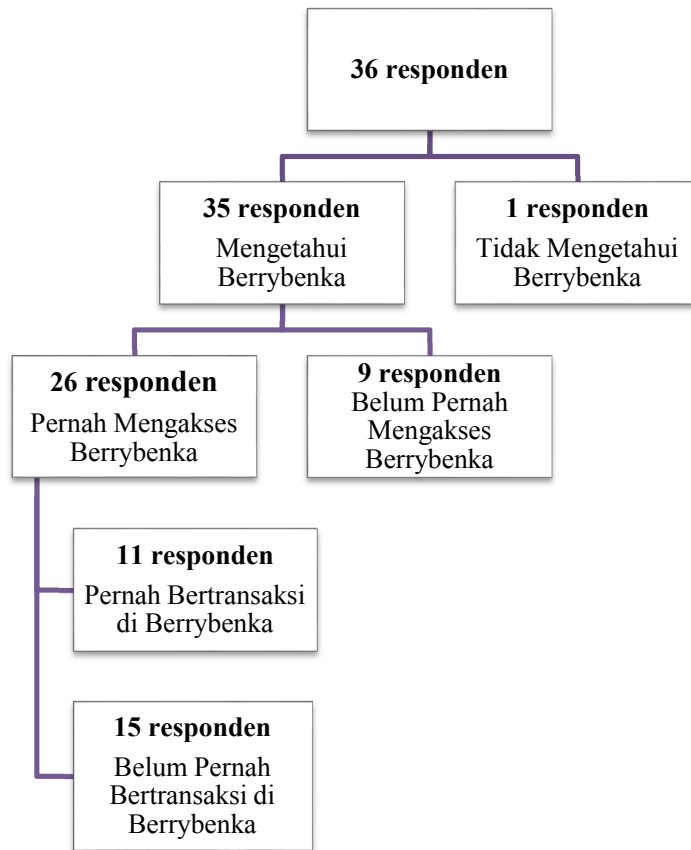 36 responden
35 responden
Mengetahui
Berrybenka
1 responden
Tidak Mengetahui
Berrybenka
26 responden
Pernah Mengakses
Berrybenka
9 responden
Belum Pernah
Mengakses
Berrybenka
11 responden
Pernah Bertransaksi
di Berrybenka
15 responden
Belum Pernah
Bertransaksi di
Berrybenka